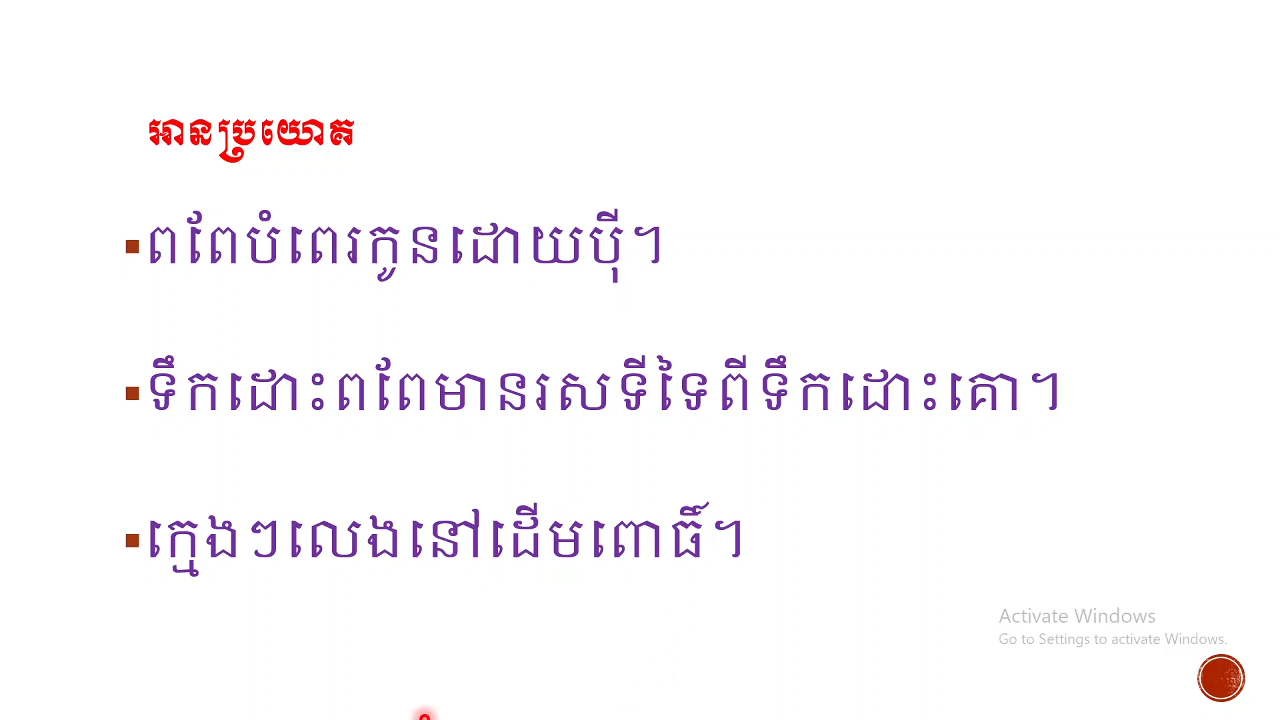 អានប្រយោគ
▪ពពែបំពេរកូនដោយប៉ី។
▪ទឹកដោះពពែមានរសទីទៃពីទឹកដោះគោ។
▪ក្មេងៗលេងនៅដើមពោធិ៍។
Activate Windows
Go to Settings to activate Windows.